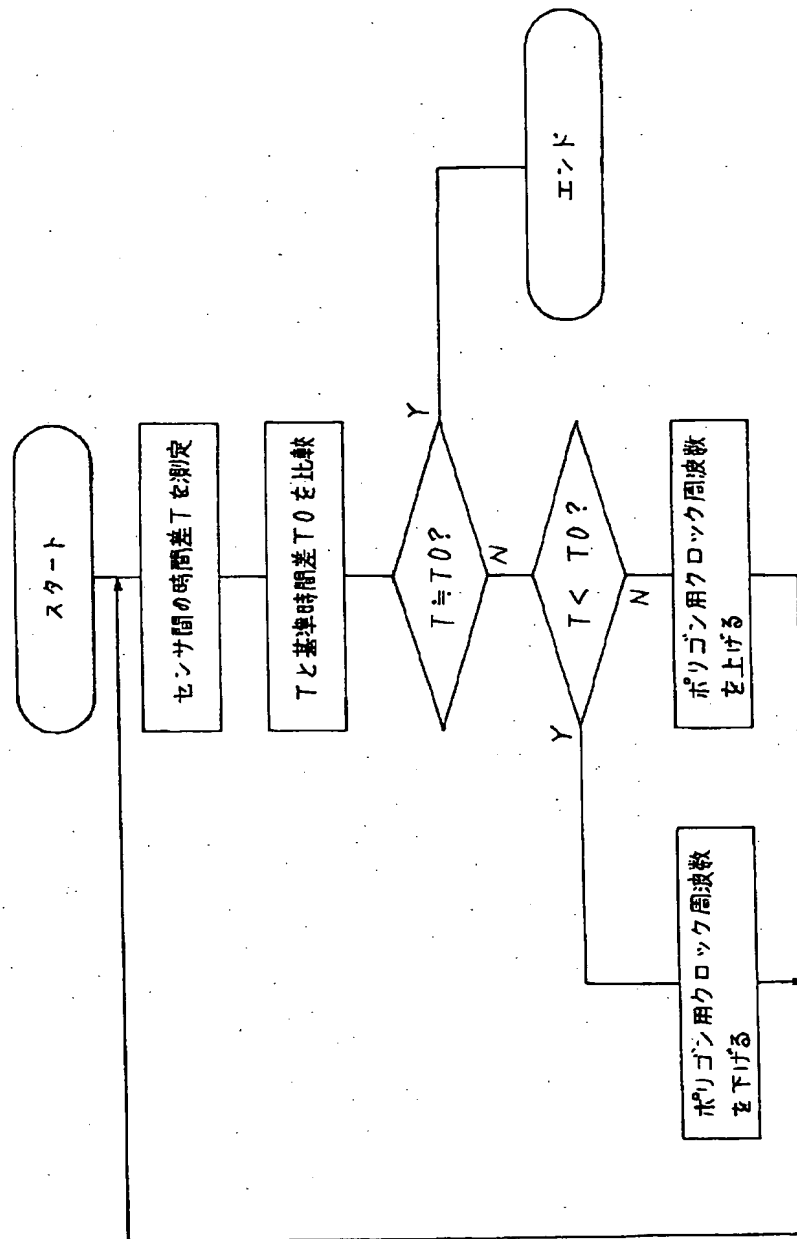 スタート
センサ間の時間差Tを測定
Tと基準時間差T0を比較
T≒T0?
Y
N
エンド
T<T0?
Y
N
ポリゴン用クロック周波数
を下げる
ポリゴン用クロック周波数
を上げる